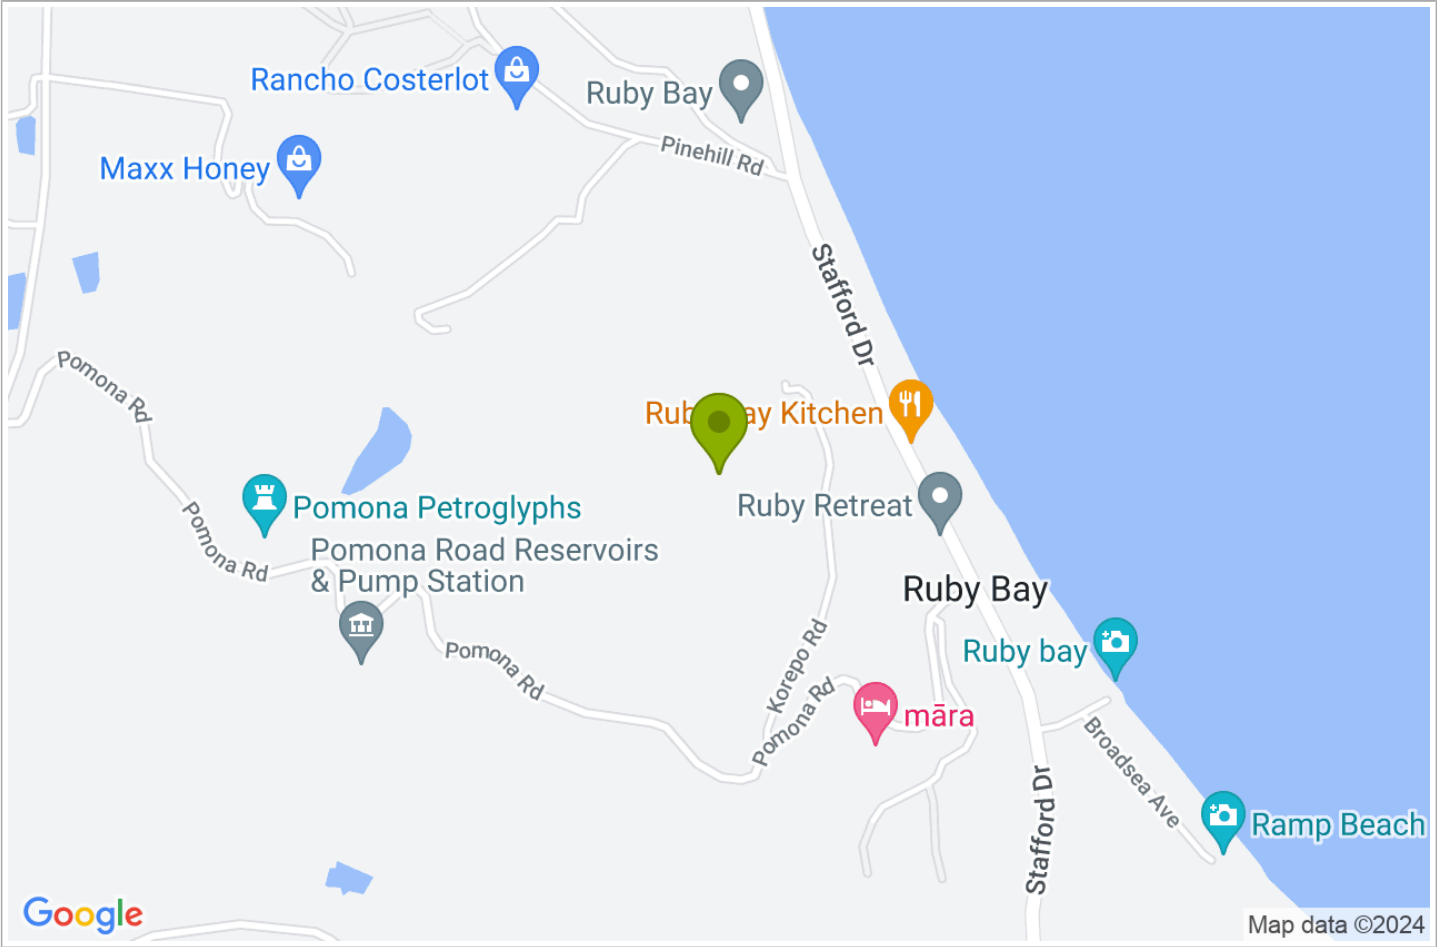 Rancho Costerlot
Ruby Bay
Pinehill Rd
Maxx Honey
Stafford Dr
Pomona Rd
Ruby Bay Kitchen
Pomona Petroglyphs
Ruby Retreat
Pomona Rd
Pomona Road Reservoirs
& Pump Station
Ruby Bay
Korepo Rd
Ruby bay
Pomona Rd
Pomona Rd
māra
Broadsea Ave
Stafford Dr
Ramp Beach
Google
Map data ©2024